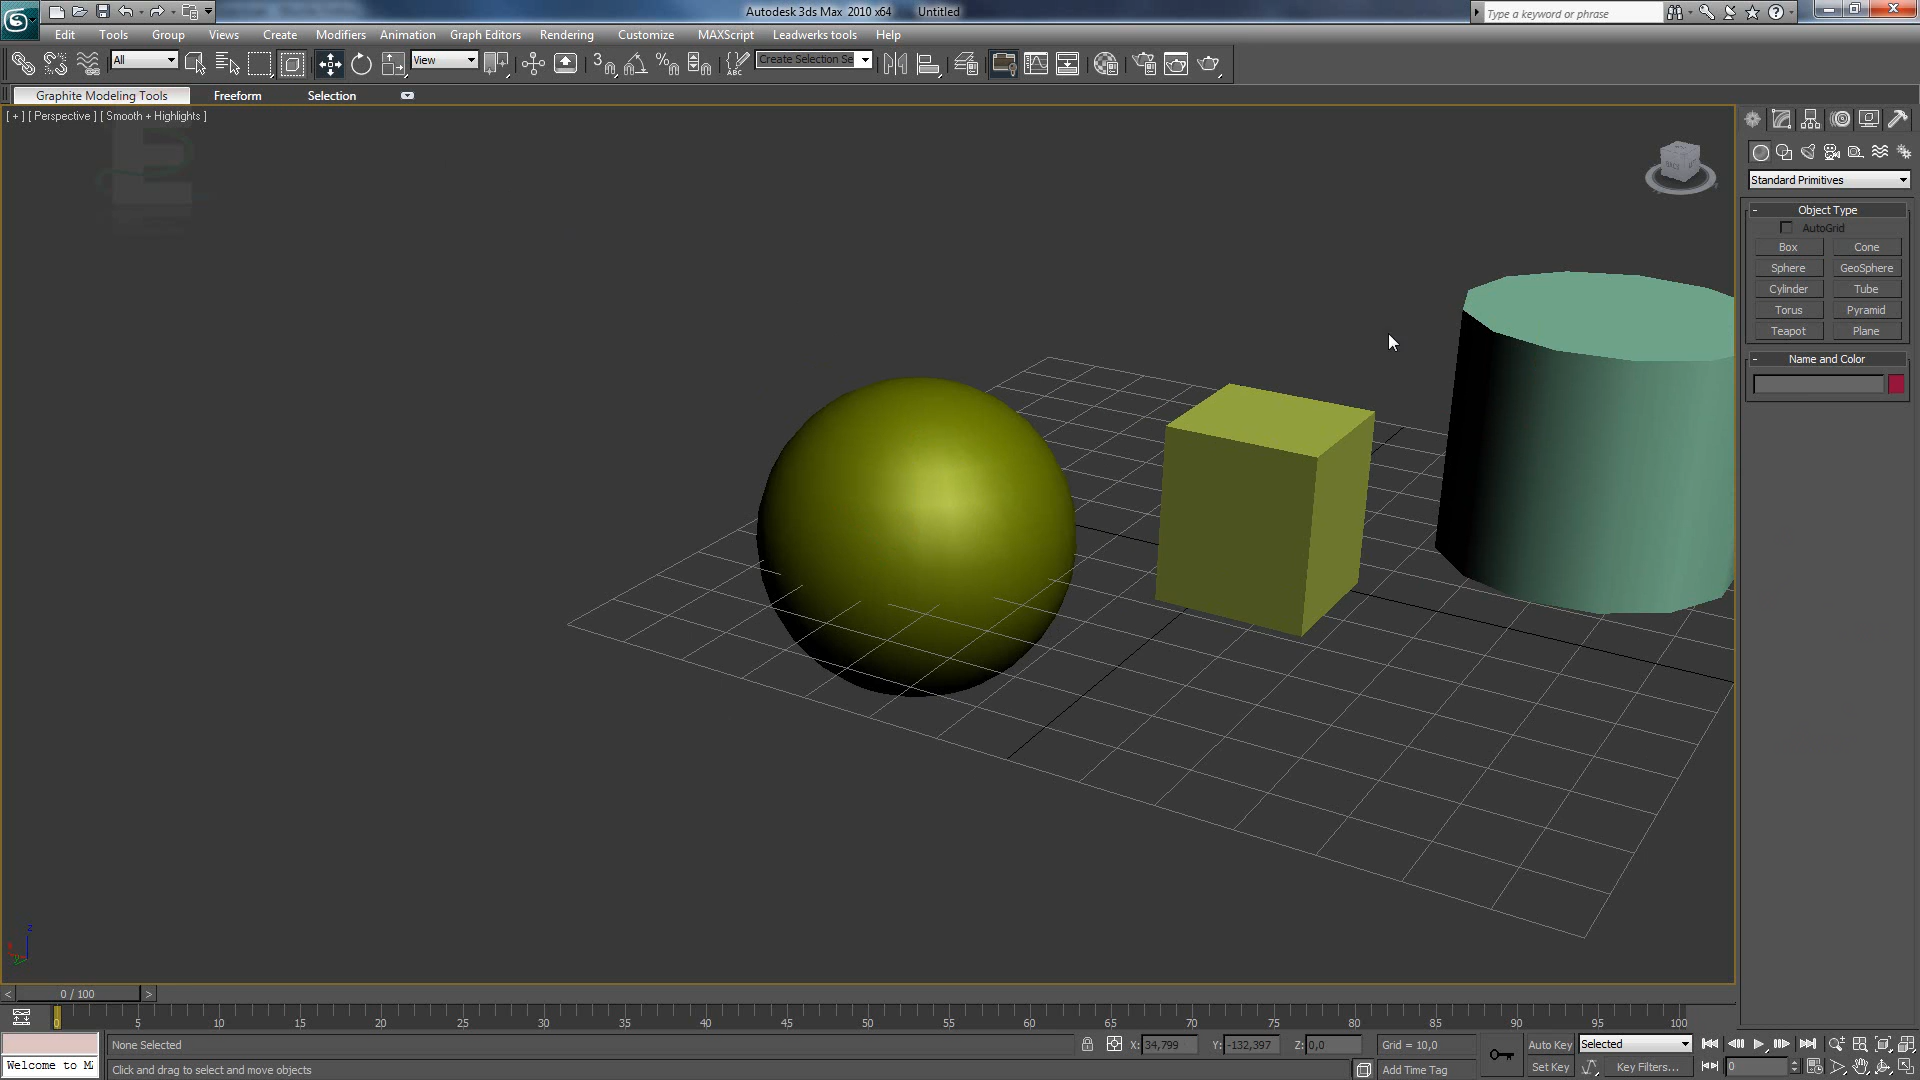 Autodesk 3ds Max 2010 x64 Untitled
Type a keyword or phrase
Edit Tools Group Views Create Modifiers Animation Graph Editors Rendering Customize MAXScript Leadwerks tools Help
All View Create Selection Se
Graphite Modeling Tools Freeform Selection
[ + ] [ Perspective ] [ Smooth + Highlights ]
Standard Primitives
- Object Type
AutoGrid
Box Cone
Sphere GeoSphere
Cylinder Tube
Torus Pyramid
Teapot Plane
- Name and Color
z
< 0 / 100 >
0 5 10 15 20 25 30 35 40 45 50 55 60 65 70 75 80 85 90 95 100
None Selected X: 34,799 Y: -132,397 Z: 0,0 Grid = 10,0 Auto Key Selected
Welcome to M
Click and drag to select and move objects Add Time Tag Set Key Key Filters... 0